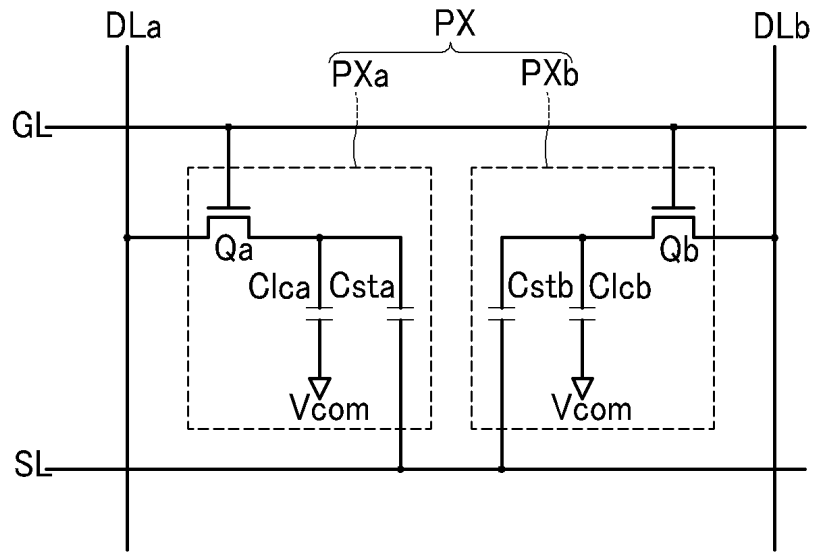 DLa PX DLb
PXa PXb
GL
Qa Qb
Clca Csta Cstb Clcb
Vcom Vcom
SL